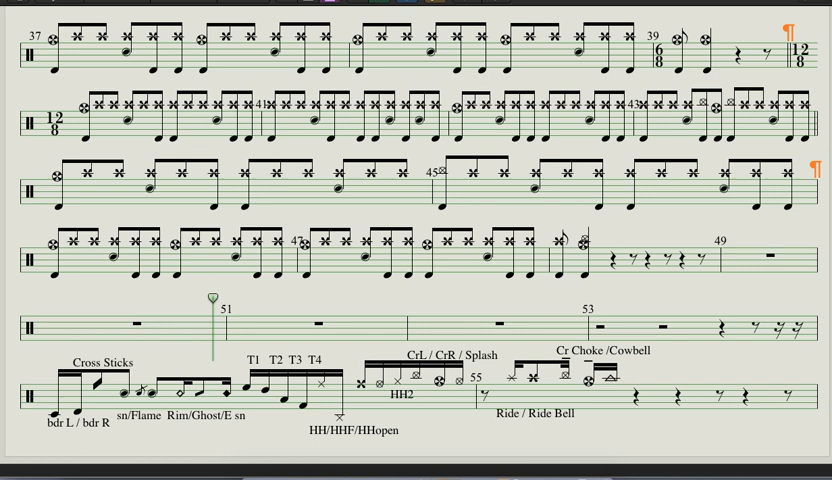 37 39 6 8 ¶ 12 8
12 8 41 43
45 ¶
47 49
51 53
Cross Sticks T1 T2 T3 T4 CrL / CrR / Splash Cr Choke /Cowbell
HH2 55
bdr L / bdr R sn/Flame Rim/Ghost/E sn Ride / Ride Bell
HH/HHF/HHopen